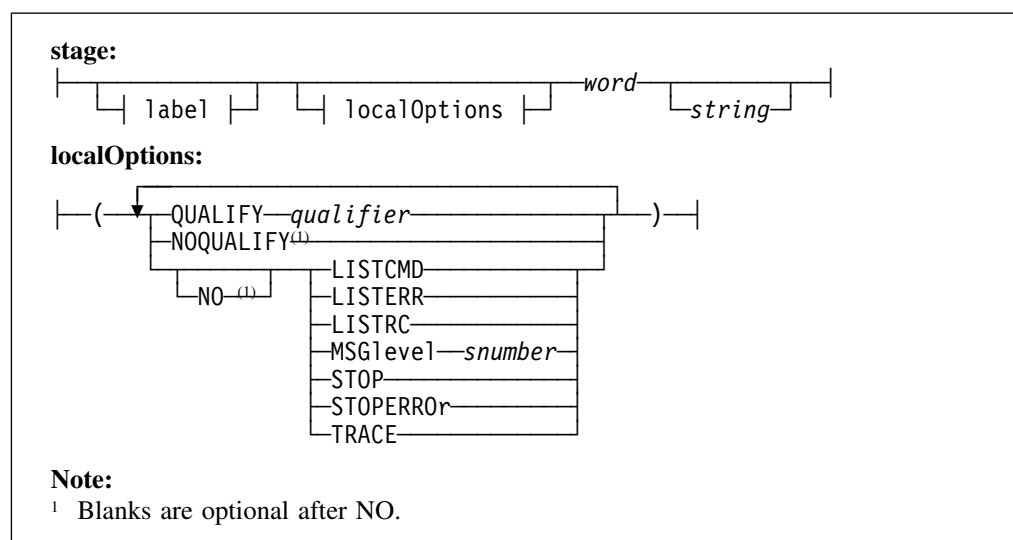 stage:
word
label localOptions string
localOptions:
( QUALIFY qualifier )
NOQUALIFY(1)
LISTCMD
NO (1) LISTERR
LISTRC
MSGlevel snumber
STOP
STOPERROr
TRACE
Note:
1 Blanks are optional after NO.